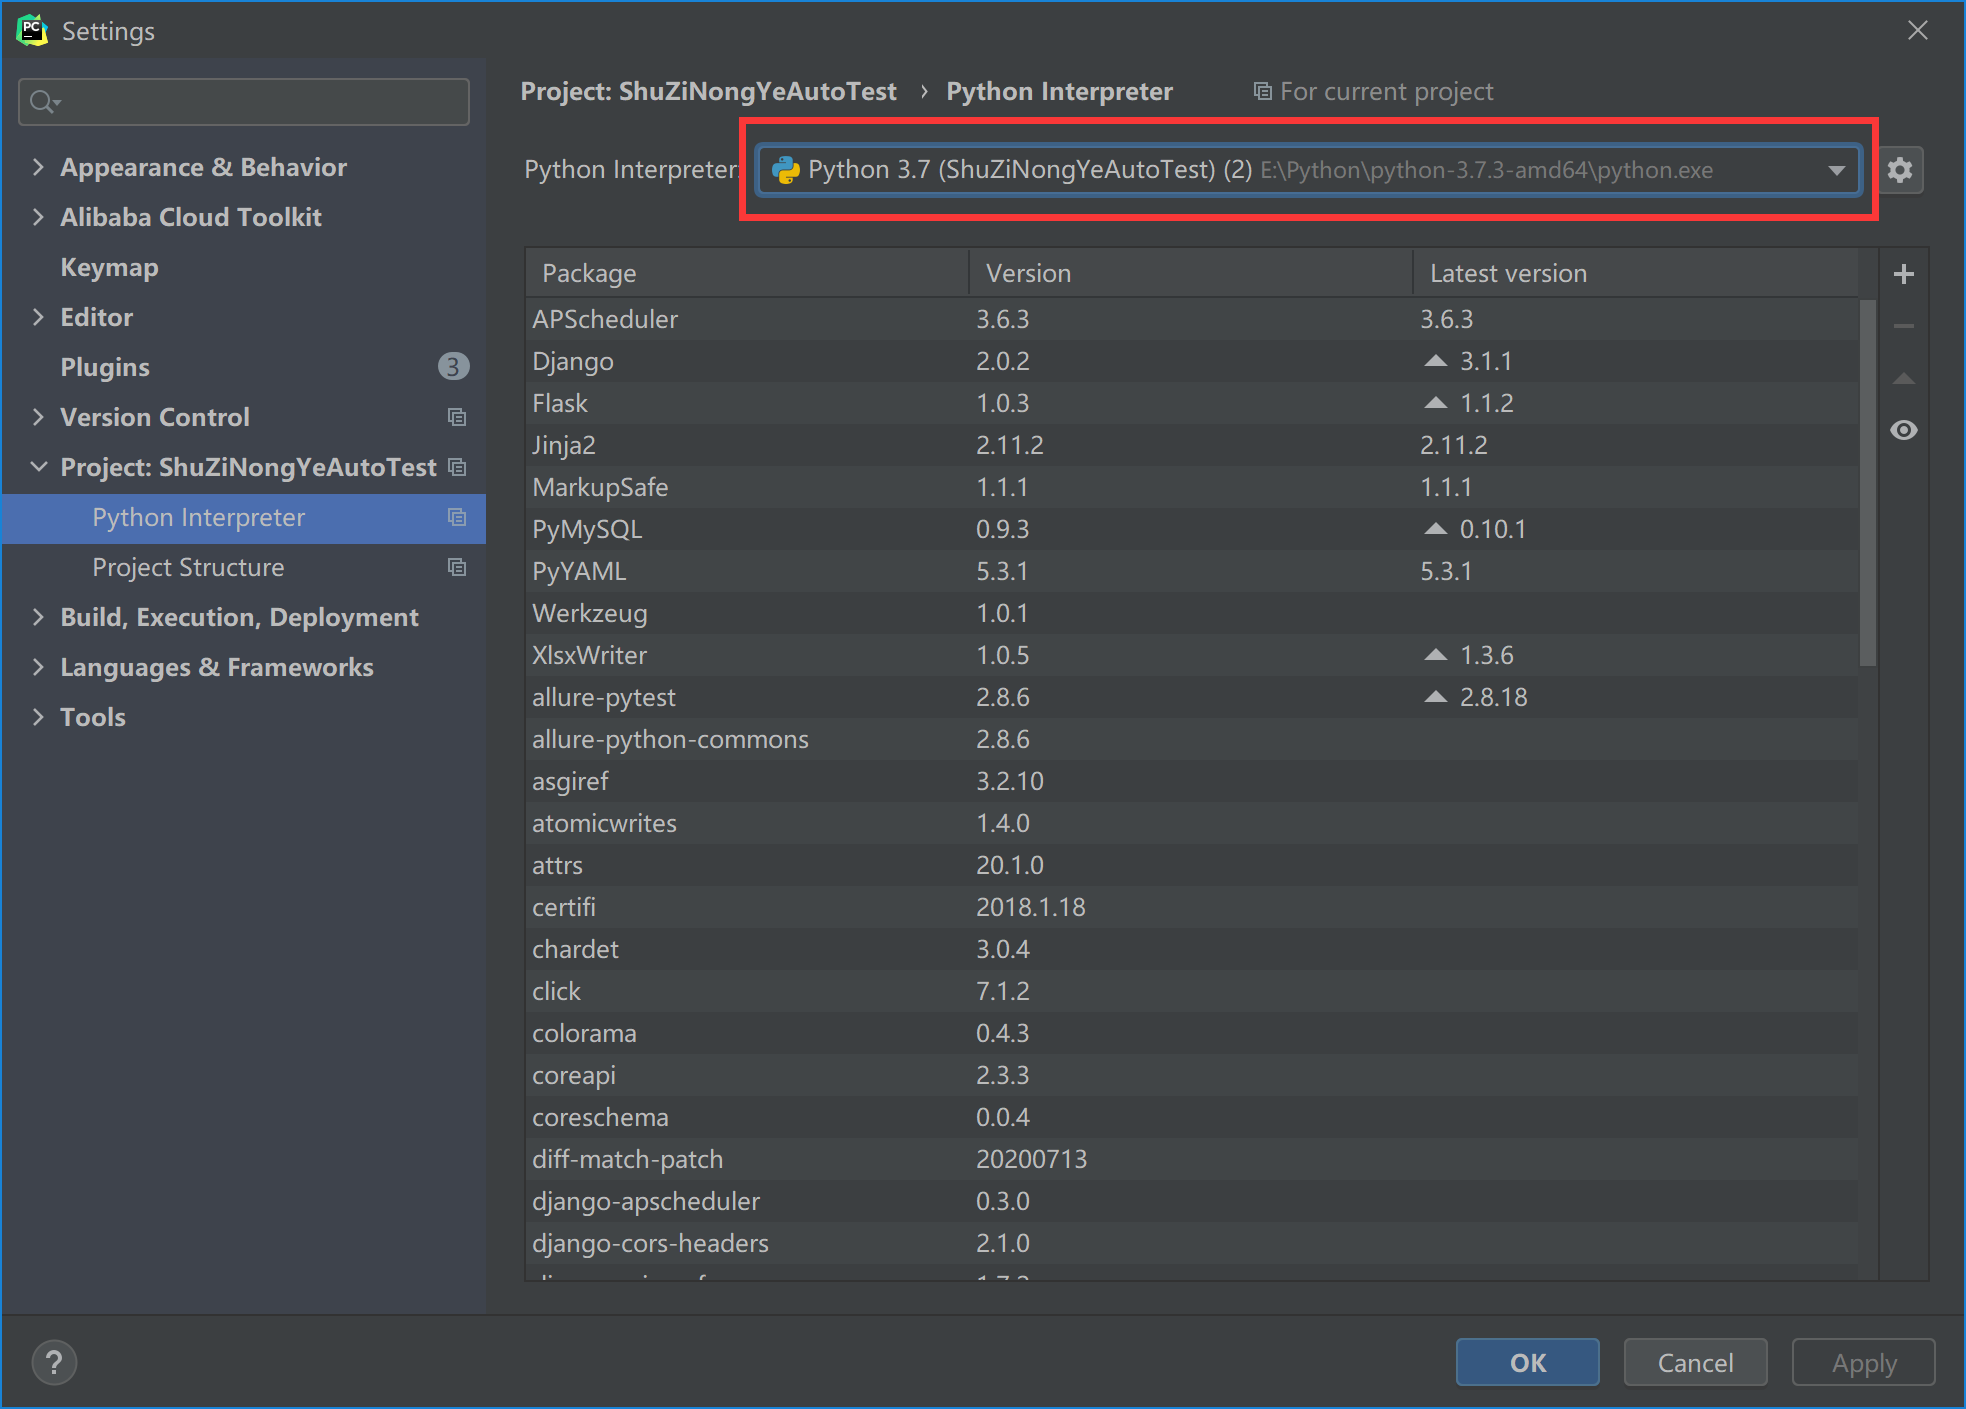 PC
Settings
Appearance & Behavior
Alibaba Cloud Toolkit
Keymap
Editor
Plugins 3
Version Control
Project: ShuZiNongYeAutoTest
Python Interpreter
Project Structure
Build, Execution, Deployment
Languages & Frameworks
Tools
Project: ShuZiNongYeAutoTest › Python Interpreter For current project
Python Interpreter: Python 3.7 (ShuZiNongYeAutoTest) (2) E:\Python\python-3.7.3-amd64\python.exe
Package Version Latest version
APScheduler 3.6.3 3.6.3
Django 2.0.2 3.1.1
Flask 1.0.3 1.1.2
Jinja2 2.11.2 2.11.2
MarkupSafe 1.1.1 1.1.1
PyMySQL 0.9.3 0.10.1
PyYAML 5.3.1 5.3.1
Werkzeug 1.0.1
XlsxWriter 1.0.5 1.3.6
allure-pytest 2.8.6 2.8.18
allure-python-commons 2.8.6
asgiref 3.2.10
atomicwrites 1.4.0
attrs 20.1.0
certifi 2018.1.18
chardet 3.0.4
click 7.1.2
colorama 0.4.3
coreapi 2.3.3
coreschema 0.0.4
diff-match-patch 20200713
django-apscheduler 0.3.0
django-cors-headers 2.1.0
?
OK Cancel Apply